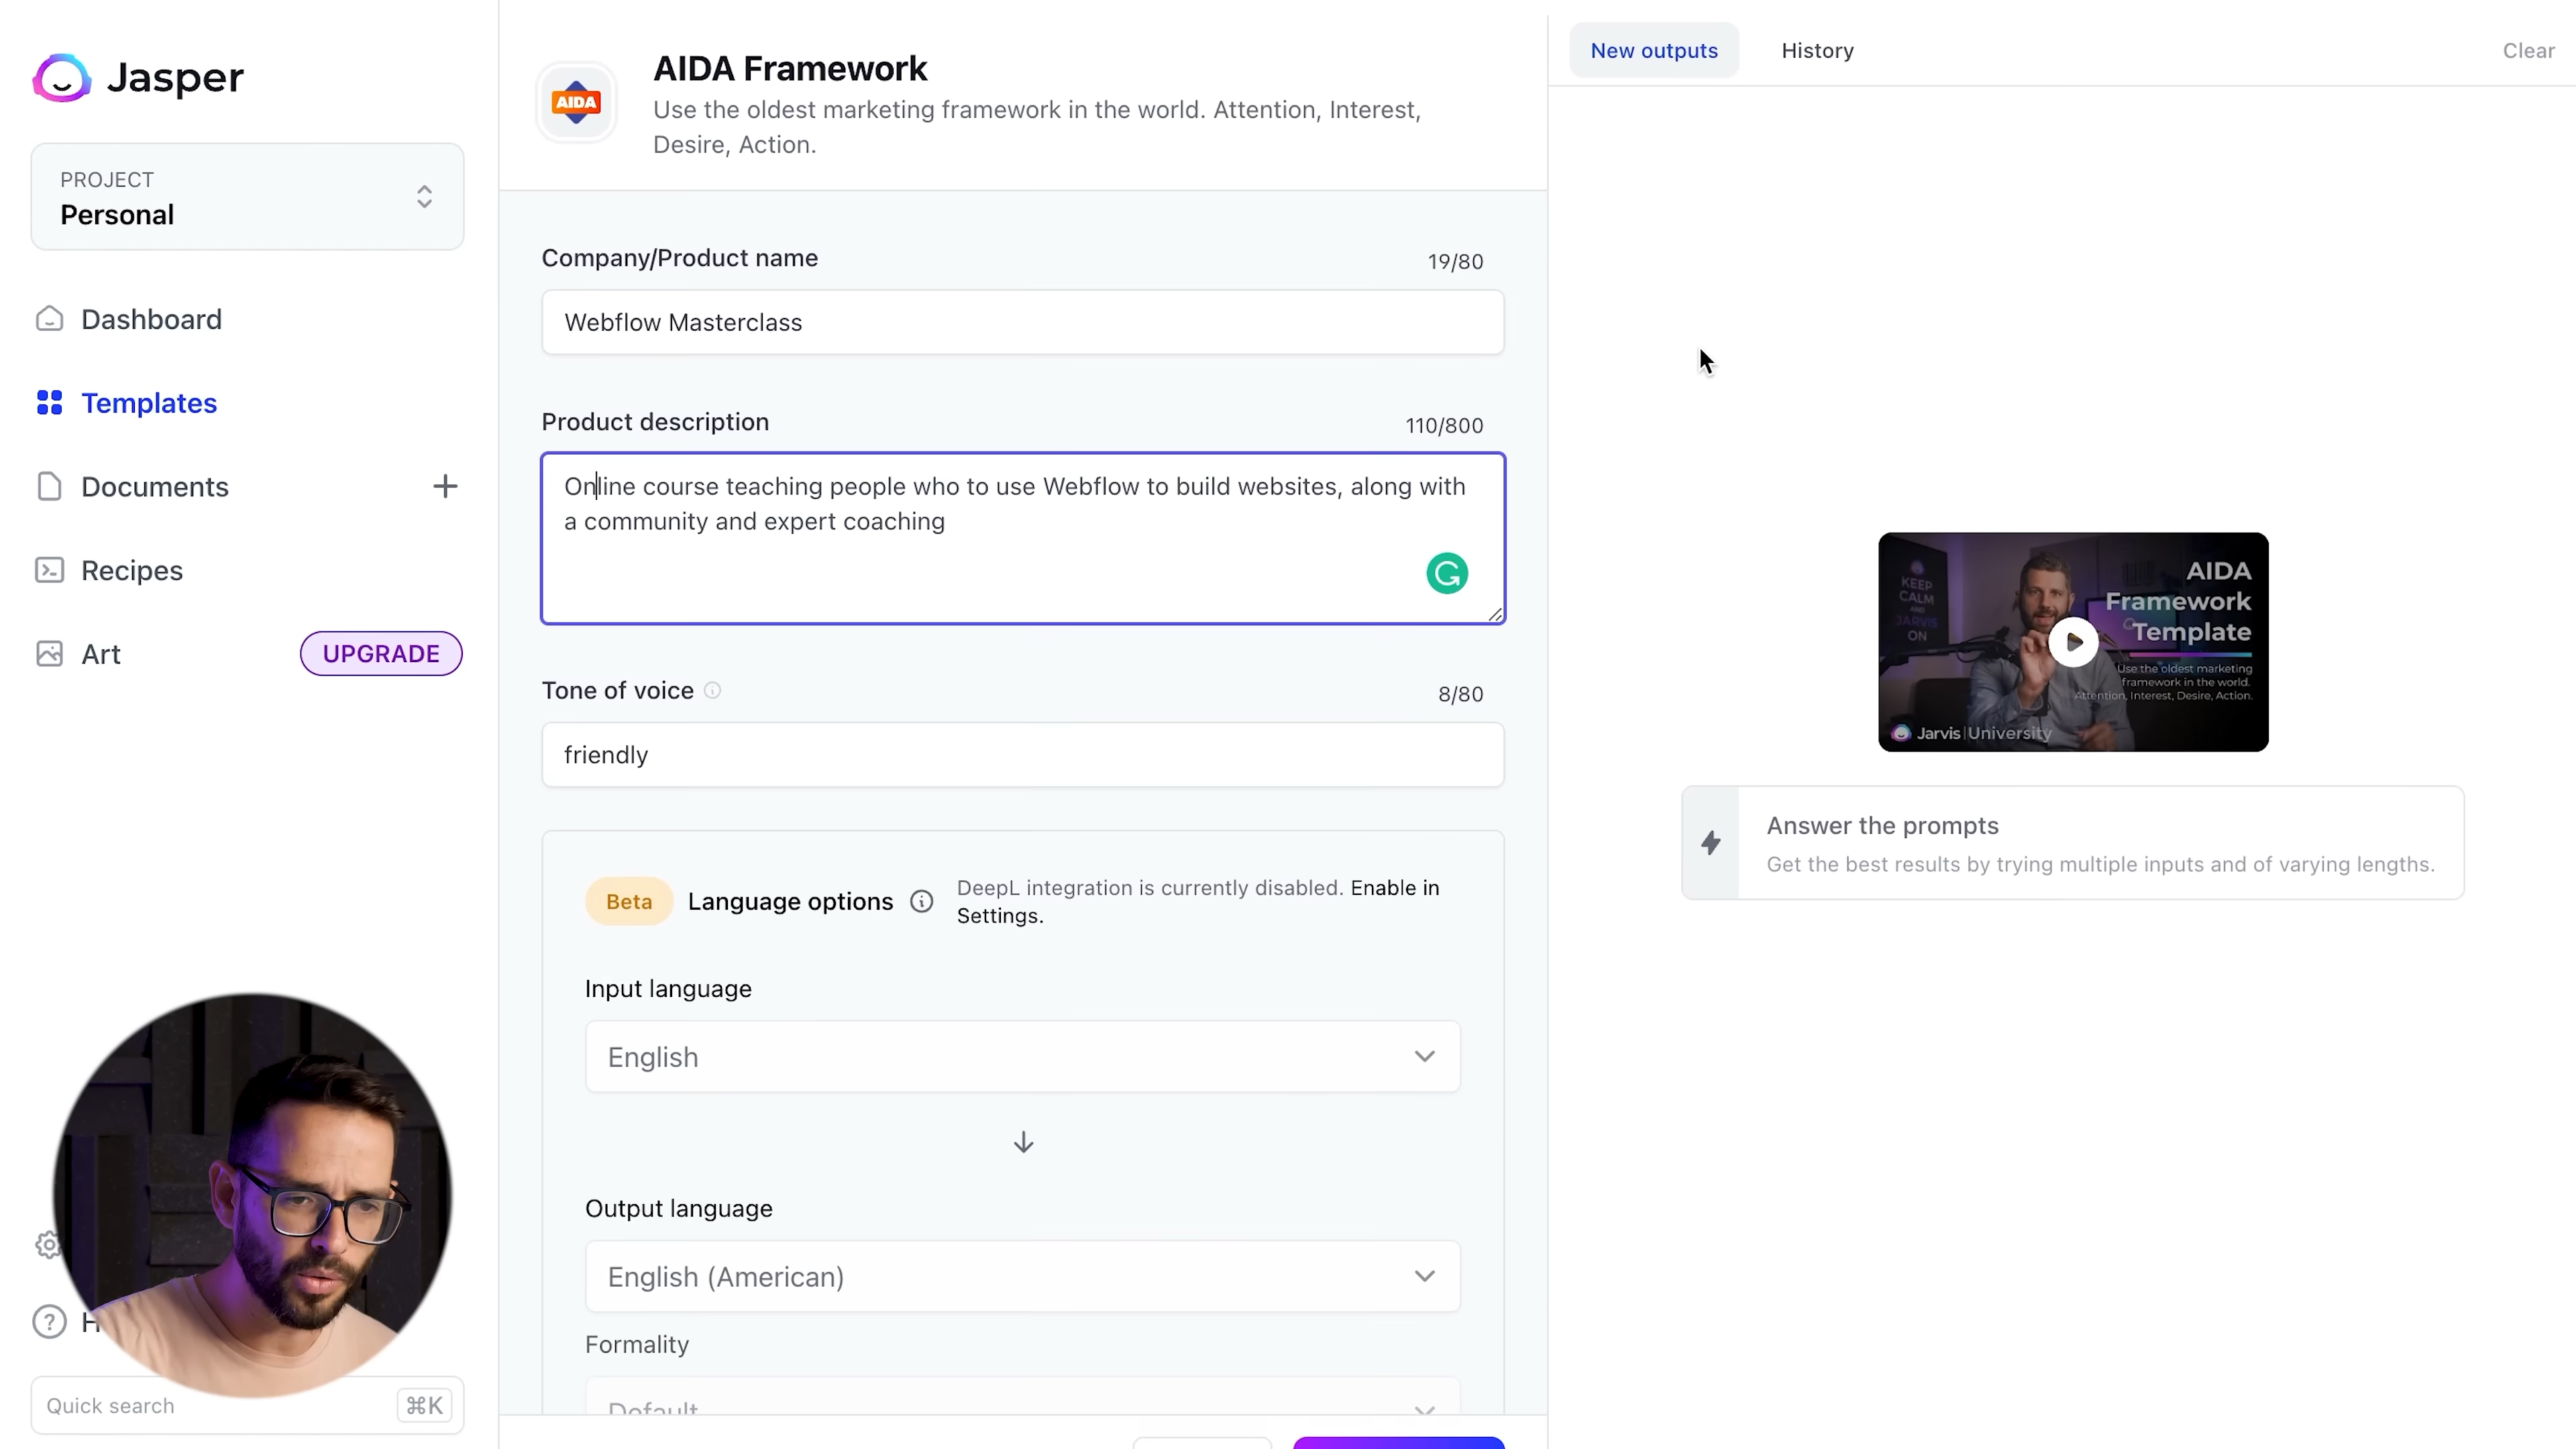 Jasper
PROJECT
Personal
Dashboard
Templates
Documents
Recipes
Art
UPGRADE
H
Quick search
⌘K
AIDA
AIDA Framework
Use the oldest marketing framework in the world. Attention, Interest,
Desire, Action.
Company/Product name
19/80
Webflow Masterclass
Product description
110/800
Online course teaching people who to use Webflow to build websites, along with
a community and expert coaching
Tone of voice
8/80
friendly
Beta
Language options
DeepL integration is currently disabled. Enable in
Settings.
Input language
English
Output language
English (American)
Formality
Default
New outputs
History
Clear
KEEP
CALM
AND
JARVIS
ON
AIDA
Framework
Template
Use the oldest marketing
framework in the world.
Attention, Interest, Desire, Action.
Jarvis | University
Answer the prompts
Get the best results by trying multiple inputs and of varying lengths.